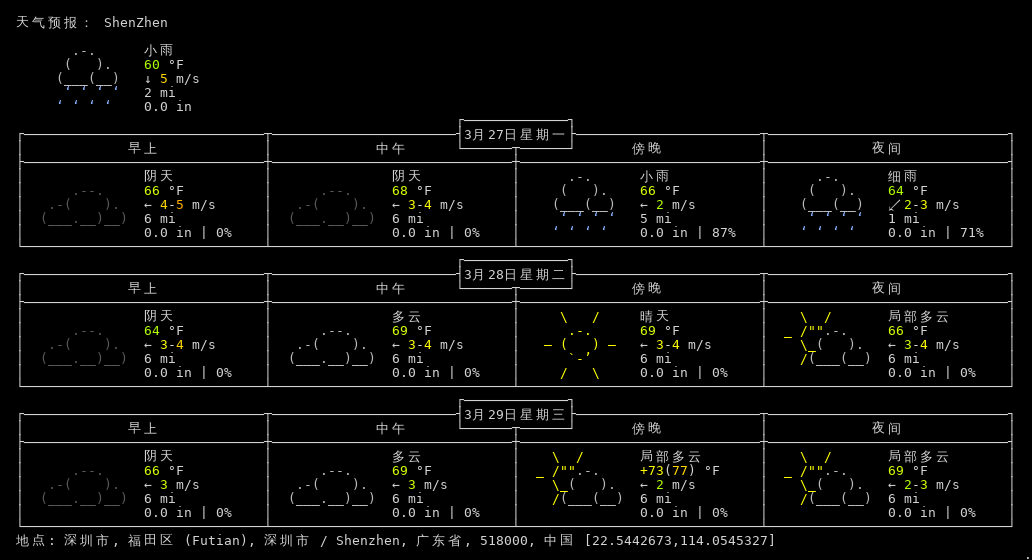 天气预报： ShenZhen
小雨
60 °F
↓ 5 m/s
2 mi
0.0 in
3月27日星期一
早上 中午 傍晚 夜间
阴天 阴天 小雨 细雨
66 °F 68 °F 66 °F 64 °F
← 4-5 m/s ← 3-4 m/s ← 2 m/s ↙ 2-3 m/s
6 mi 6 mi 5 mi 1 mi
0.0 in | 0% 0.0 in | 0% 0.0 in | 87% 0.0 in | 71%
3月28日星期二
早上 中午 傍晚 夜间
阴天 多云 晴天 局部多云
64 °F 69 °F 69 °F 66 °F
← 3-4 m/s ← 3-4 m/s ← 3-4 m/s ← 3-4 m/s
6 mi 6 mi 6 mi 6 mi
0.0 in | 0% 0.0 in | 0% 0.0 in | 0% 0.0 in | 0%
3月29日星期三
早上 中午 傍晚 夜间
阴天 多云 局部多云 局部多云
66 °F 69 °F +73(77) °F 69 °F
← 3 m/s ← 3 m/s ← 2 m/s ← 2-3 m/s
6 mi 6 mi 6 mi 6 mi
0.0 in | 0% 0.0 in | 0% 0.0 in | 0% 0.0 in | 0%
地点: 深圳市, 福田区 (Futian), 深圳市 / Shenzhen, 广东省, 518000, 中国 [22.5442673,114.0545327]